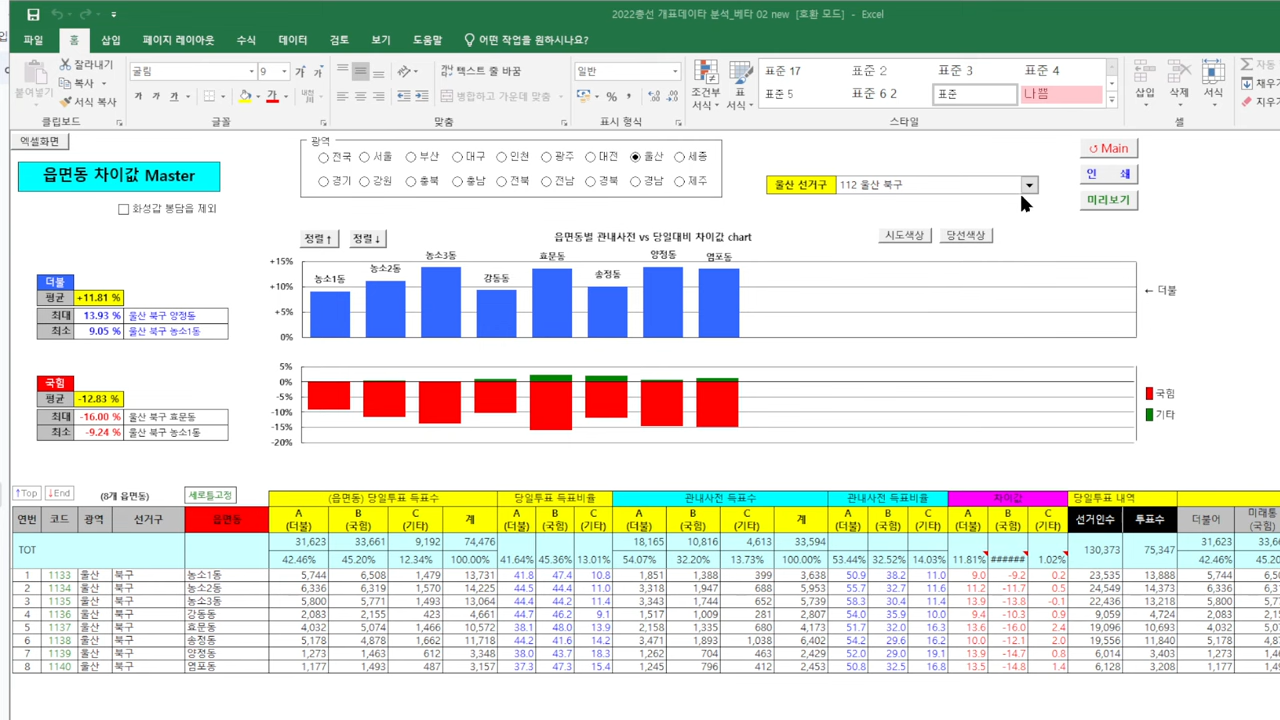 2022총선 개표데이타 분석_베타 02 new [호환 모드] - Excel
파일 홈 삽입 페이지 레이아웃 수식 데이터 검토 보기 도움말 어떤 작업을 원하시나요?
붙여넣기 잘라내기 복사 서식 복사 클립보드
굴림 9 가 가 가 가 가 가 글꼴
텍스트 줄 바꿈 병합하고 가운데 맞춤 맞춤
일반 % 표시 형식
조건부 서식 표 서식 표준 17 표준 2 표준 3 표준 4
표준 5 표준 6 2 표준 나쁨 스타일
삽입 삭제 서식 셀 자동 채우 지우
엑셀화면
읍면동 차이값 Master
화성갑 봉담읍 제외
광역
전국 서울 부산 대구 인천 광주 대전 울산 세종
경기 강원 충북 충남 전북 전남 경북 경남 제주
울산 선거구 112 울산 북구
Main
인 쇄
미리보기
정렬↑ 정렬↓ 읍면동별 관내사전 vs 당일대비 차이값 chart 시도색상 당선색상
+15%
+10%
+5%
0%
농소1동 농소2동 농소3동 강동동 효문동 송정동 양정동 염포동
← 더불
더불
평균 +11.81 %
최대 13.93 % 울산 북구 양정동
최소 9.05 % 울산 북구 농소1동
5%
0%
-5%
-10%
-15%
-20%
국힘
기타
국힘
평균 -12.83 %
최대 -16.00 % 울산 북구 효문동
최소 -9.24 % 울산 북구 농소1동
↑Top ↓End (8개 읍면동) 세로틀고정
(읍면동) 당일투표 득표수 당일투표 득표비율 관내사전 득표수 관내사전 득표비율 차이값 당일투표 내역
연번 코드 광역 선거구 읍면동 A (더불) B (국힘) C (기타) 계 A (더불) B (국힘) C (기타) A (더불) B (국힘) C (기타) 계 A (더불) B (국힘) C (기타) A (더불) B (국힘) C (기타) 선거인수 투표수 더불어 미래통 (국힘)
TOT 31,623 33,661 9,192 74,476 18,165 10,816 4,613 33,594 130,373 75,347 31,623 33,6
42.46% 45.20% 12.34% 100.00% 41.64% 45.36% 13.01% 54.07% 32.20% 13.73% 100.00% 53.44% 32.52% 14.03% 11.81% ###### 1.02% 42.46% 45.20
1 1133 울산 북구 농소1동 5,744 6,508 1,479 13,731 41.8 47.4 10.8 1,851 1,388 399 3,638 50.9 38.2 11.0 9.0 -9.2 0.2 23,535 13,888 5,744 6,50
2 1134 울산 북구 농소2동 6,336 6,319 1,570 14,225 44.5 44.4 11.0 3,318 1,947 688 5,953 55.7 32.7 11.6 11.2 -11.7 0.5 24,549 14,373 6,336 6,31
3 1135 울산 북구 농소3동 5,800 5,771 1,493 13,064 44.4 44.2 11.4 3,343 1,744 652 5,739 58.3 30.4 11.4 13.9 -13.8 -0.1 22,436 13,218 5,800 5,77
4 1136 울산 북구 강동동 2,083 2,155 423 4,661 44.7 46.2 9.1 1,517 1,009 281 2,807 54.0 35.9 10.0 9.4 -10.3 0.9 9,059 4,724 2,083 2,15
5 1137 울산 북구 효문동 4,032 5,074 1,466 10,572 38.1 48.0 13.9 2,158 1,335 680 4,173 51.7 32.0 16.3 13.6 -16.0 2.4 19,096 10,693 4,032 5,07
6 1138 울산 북구 송정동 5,178 4,878 1,662 11,718 44.2 41.6 14.2 3,471 1,893 1,038 6,402 54.2 29.6 16.2 10.0 -12.1 2.0 19,556 11,840 5,178 4,87
7 1139 울산 북구 양정동 1,273 1,463 612 3,348 38.0 43.7 18.3 1,262 704 463 2,429 52.0 29.0 19.1 13.9 -14.7 0.8 6,014 3,403 1,273 1,46
8 1140 울산 북구 염포동 1,177 1,493 487 3,157 37.3 47.3 15.4 1,245 796 412 2,453 50.8 32.5 16.8 13.5 -14.8 1.4 6,128 3,208 1,177 1,49